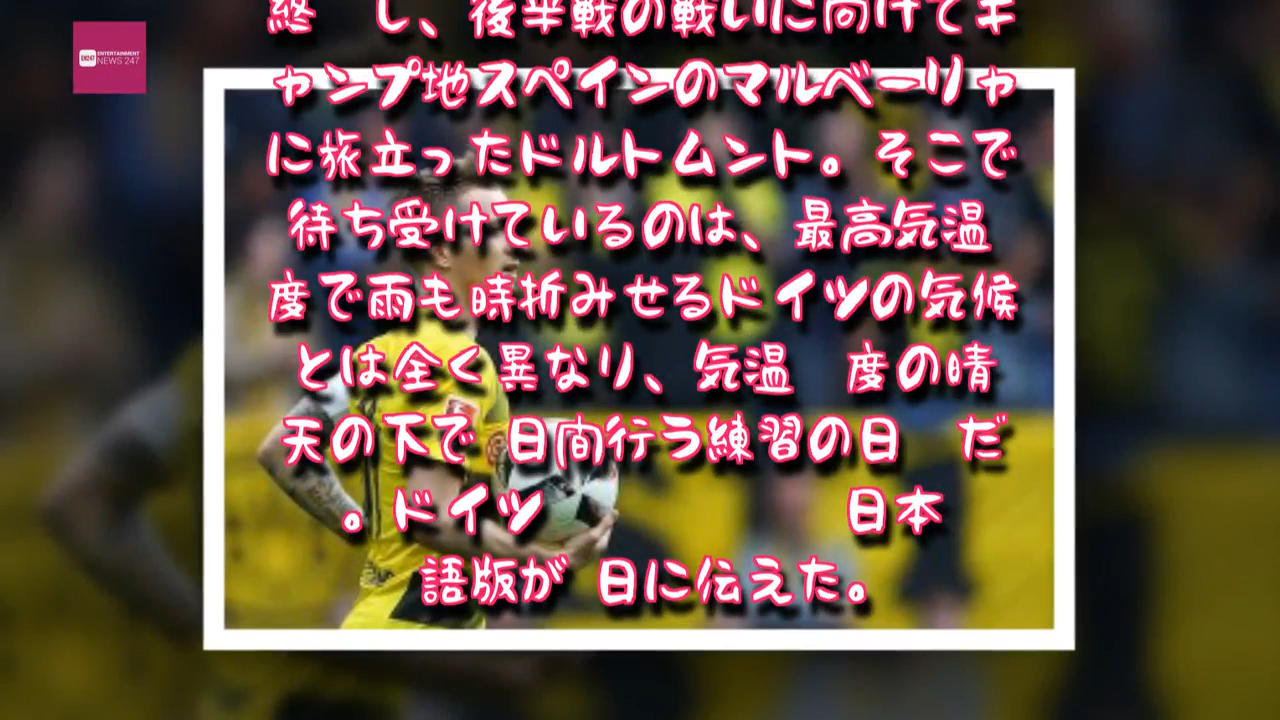 ENTERTAINMENT
NEWS 247
し、後半戦の戦いに向けてキ
ャンプ地スペインのマルベーリャ
に旅立ったドルトムント。そこで
待ち受けているのは、最高気温
度で雨も時折みせるドイツの気候
とは全く異なり、気温 度の晴
天の下で 日間行う練習の日 だ
。ドイツ 日本
語版が 日に伝えた。